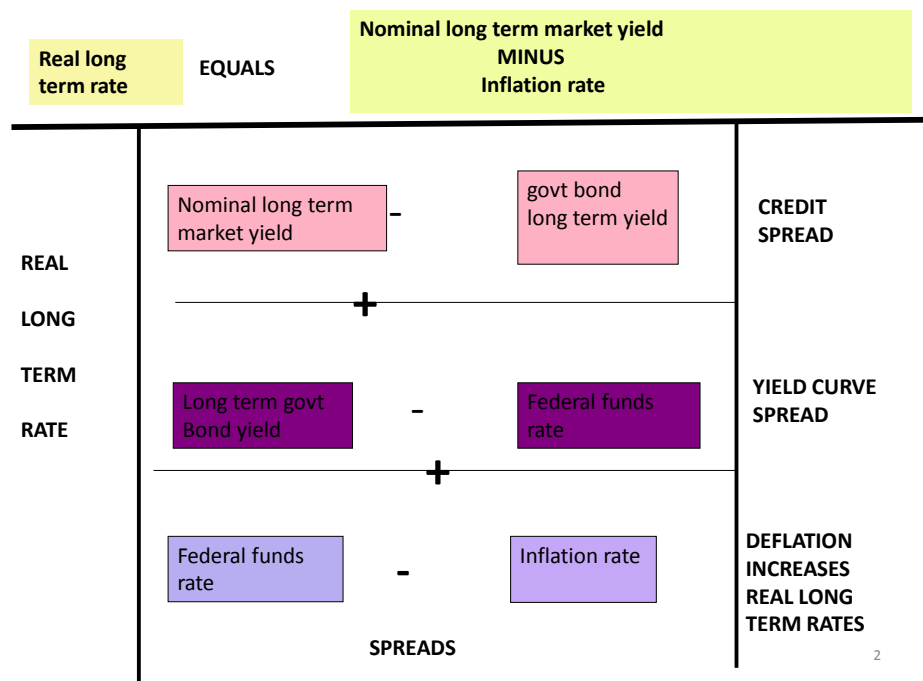 Nominal long term market yield
MINUS
Inflation rate
Real long
term rate
EQUALS
REAL
LONG
TERM
RATE
Nominal long term
market yield
-
govt bond
long term yield
CREDIT
SPREAD
+
Long term govt
Bond yield
-
Federal funds
rate
YIELD CURVE
SPREAD
+
Federal funds
rate
-
Inflation rate
DEFLATION
INCREASES
REAL LONG
TERM RATES
SPREADS
2